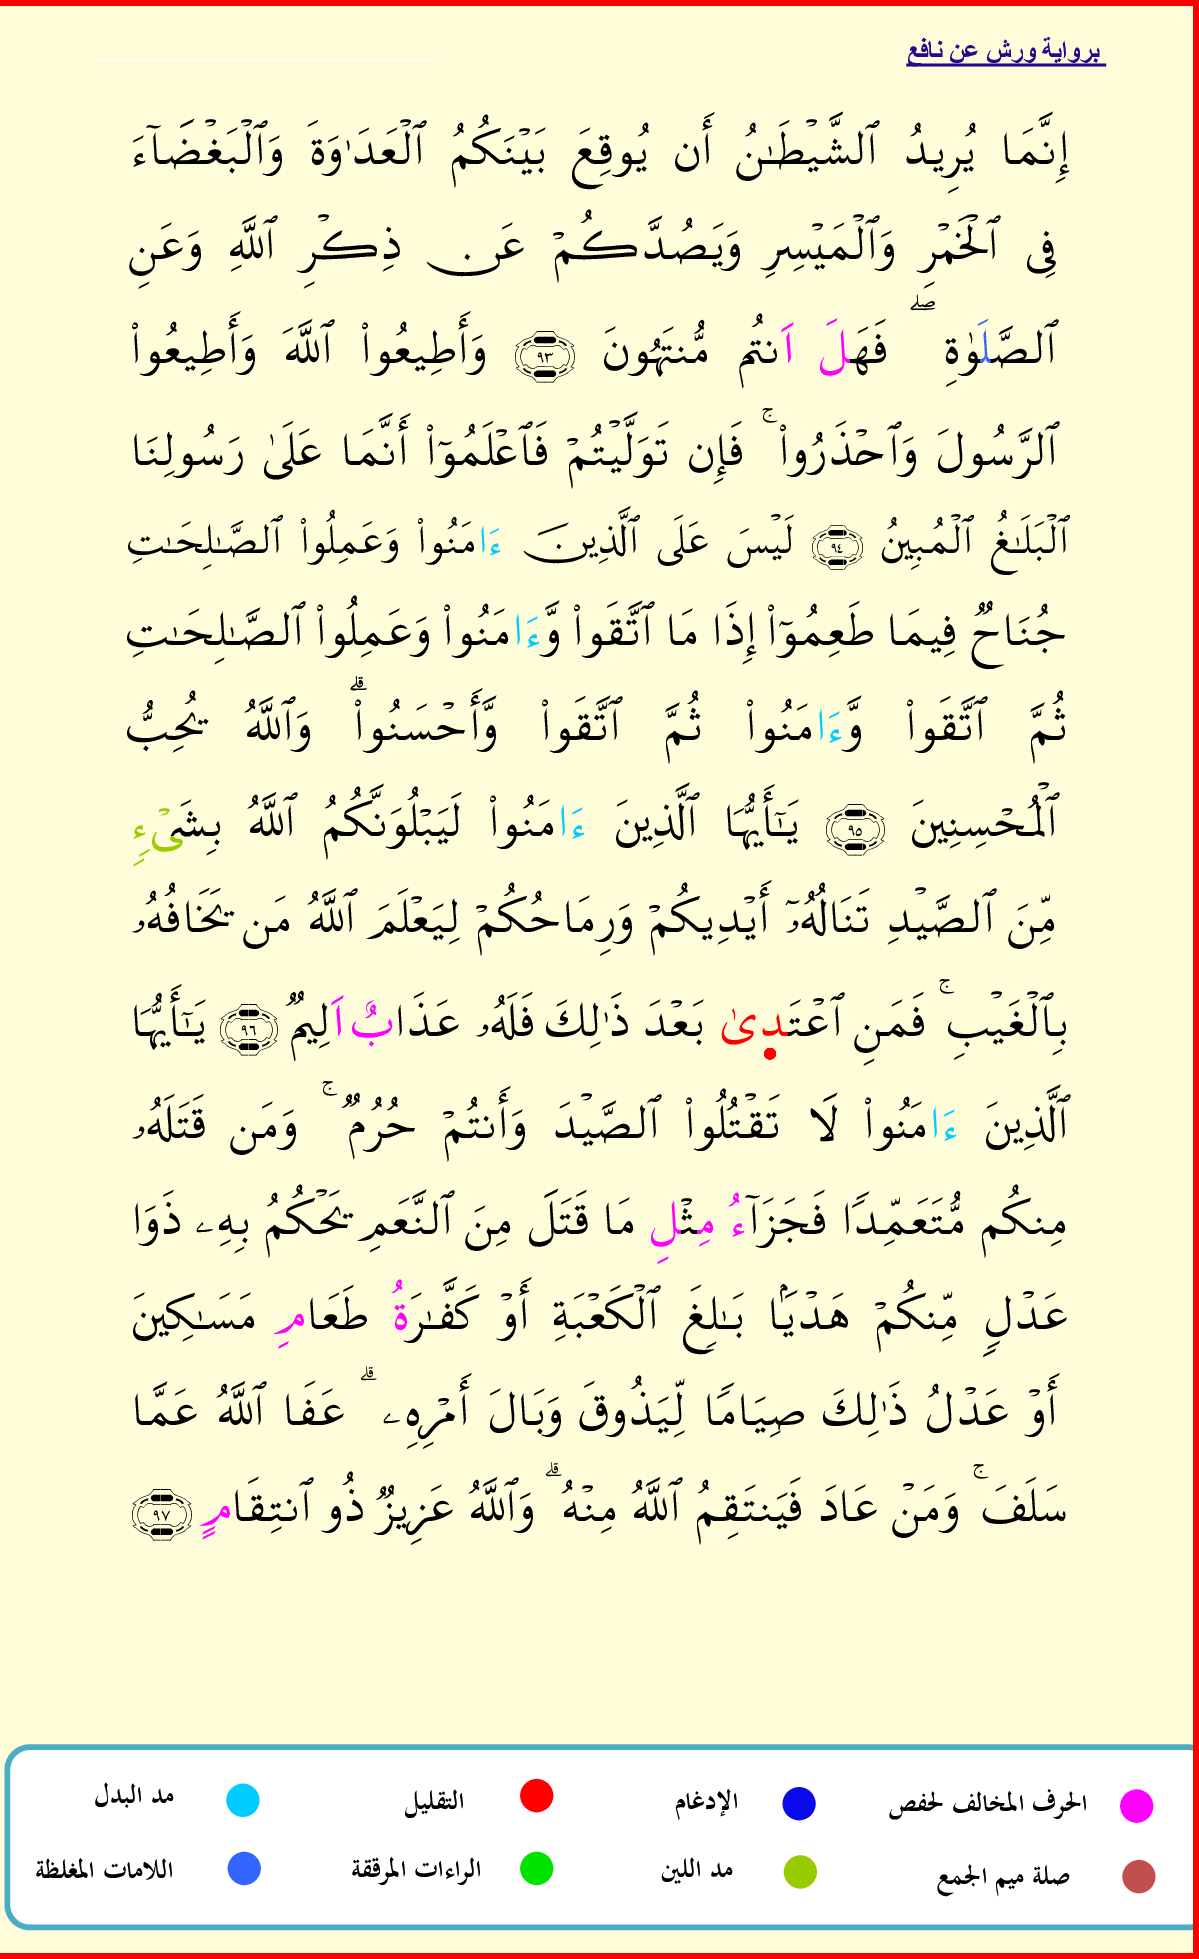 برواية ورش عن نافع
إِنَّمَا يُرِيدُ ٱلشَّيْطَـٰنُ أَن يُوقِعَ بَيْنَكُمُ ٱلْعَدَٰوَةَ وَٱلْبَغْضَآءَ
فِى ٱلْخَمْرِ وَٱلْمَيْسِرِ وَيَصُدَّكُمْ عَن ذِكْرِ ٱللَّهِ وَعَنِ
ٱلصَّلَوٰةِ ۖ فَهَلَ اَنتُم مُّنتَهُونَ ٩٣ وَأَطِيعُوا۟ ٱللَّهَ وَأَطِيعُوا۟
ٱلرَّسُولَ وَٱحْذَرُوا۟ ۚ فَإِن تَوَلَّيْتُمْ فَٱعْلَمُوٓا۟ أَنَّمَا عَلَىٰ رَسُولِنَا
ٱلْبَلَـٰغُ ٱلْمُبِينُ ٩٤ لَيْسَ عَلَى ٱلَّذِينَ ءَامَنُوا۟ وَعَمِلُوا۟ ٱلصَّـٰلِحَـٰتِ
جُنَاحٌ فِيمَا طَعِمُوٓا۟ إِذَا مَا ٱتَّقَوا۟ وَّءَامَنُوا۟ وَعَمِلُوا۟ ٱلصَّـٰلِحَـٰتِ
ثُمَّ ٱتَّقَوا۟ وَّءَامَنُوا۟ ثُمَّ ٱتَّقَوا۟ وَّأَحْسَنُوا۟ ۗ وَٱللَّهُ يُحِبُّ
ٱلْمُحْسِنِينَ ٩٥ يَـٰٓأَيُّهَا ٱلَّذِينَ ءَامَنُوا۟ لَيَبْلُوَنَّكُمُ ٱللَّهُ بِشَىْءٍ
مِّنَ ٱلصَّيْدِ تَنَالُهُۥٓ أَيْدِيكُمْ وَرِمَاحُكُمْ لِيَعْلَمَ ٱللَّهُ مَن يَخَافُهُۥ
بِٱلْغَيْبِ ۚ فَمَنِ ٱعْتَدِىٰ بَعْدَ ذَٰلِكَ فَلَهُۥ عَذَابٌ اَلِيمٌ ٩٦ يَـٰٓأَيُّهَا
ٱلَّذِينَ ءَامَنُوا۟ لَا تَقْتُلُوا۟ ٱلصَّيْدَ وَأَنتُمْ حُرُمٌ ۚ وَمَن قَتَلَهُۥ
مِنكُم مُّتَعَمِّدًا فَجَزَآءُ مِثْلِ مَا قَتَلَ مِنَ ٱلنَّعَمِ يَحْكُمُ بِهِۦ ذَوَا
عَدْلٍ مِّنكُمْ هَدْيًۢا بَـٰلِغَ ٱلْكَعْبَةِ أَوْ كَفَّـٰرَةُ طَعَامِ مَسَـٰكِينَ
أَوْ عَدْلُ ذَٰلِكَ صِيَامًا لِّيَذُوقَ وَبَالَ أَمْرِهِۦ ۗ عَفَا ٱللَّهُ عَمَّا
سَلَفَ ۚ وَمَنْ عَادَ فَيَنتَقِمُ ٱللَّهُ مِنْهُ ۗ وَٱللَّهُ عَزِيزٌ ذُو ٱنتِقَامٍ ٩٧
الحرف المخالف لحفص الإدغام التقليل مد البدل
صلة ميم الجمع مد اللين الراءات المرققة اللامات المغلظة